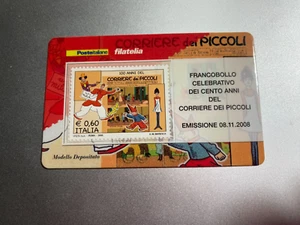 Posteitaliane
filatelia
CORRIERE dei PICCOLI
100 ANNI DEL
CORRIERE DEI PICCOLI
€ 0,60
ITALIA
FRANCOBOLLO
CELEBRATIVO
DEI CENTO ANNI
DEL
CORRIERE DEI PICCOLI
EMISSIONE 08.11.2008
Modello Depositato